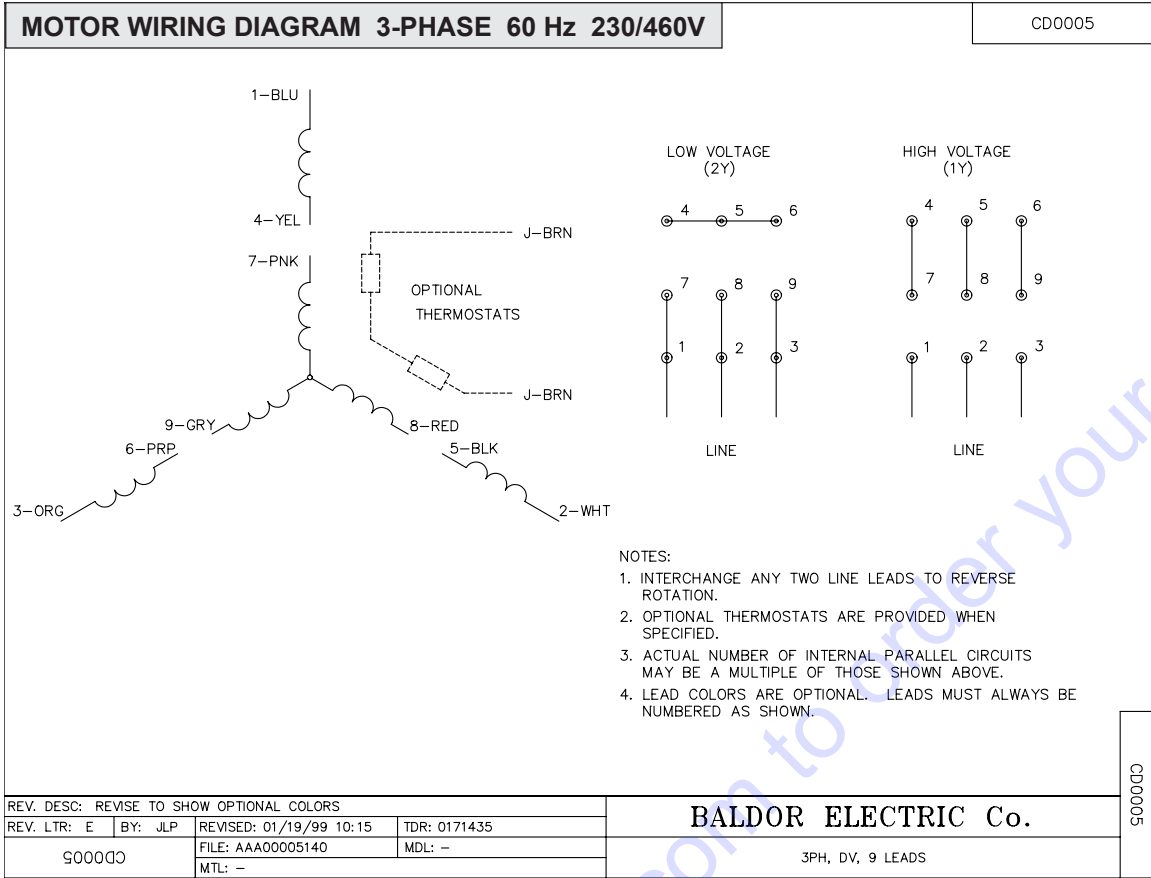 MOTOR WIRING DIAGRAM 3-PHASE 60 Hz 230/460V
CD0005
1-BLU
4-YEL
7-PNK
J-BRN
OPTIONAL
THERMOSTATS
J-BRN
9-GRY
8-RED
6-PRP
5-BLK
3-ORG
2-WHT
LOW VOLTAGE
(2Y)
4 5 6
7 8 9
1 2 3
LINE
HIGH VOLTAGE
(1Y)
4 5 6
7 8 9
1 2 3
LINE
NOTES:
1. INTERCHANGE ANY TWO LINE LEADS TO REVERSE
ROTATION.
2. OPTIONAL THERMOSTATS ARE PROVIDED WHEN
SPECIFIED.
3. ACTUAL NUMBER OF INTERNAL PARALLEL CIRCUITS
MAY BE A MULTIPLE OF THOSE SHOWN ABOVE.
4. LEAD COLORS ARE OPTIONAL. LEADS MUST ALWAYS BE
NUMBERED AS SHOWN.
com to order your
CD0005
REV. DESC: REVISE TO SHOW OPTIONAL COLORS
REV. LTR: E BY: JLP REVISED: 01/19/99 10:15 TDR: 0171435
CD0005
FILE: AAA00005140 MDL: -
MTL: -
BALDOR ELECTRIC Co.
3PH, DV, 9 LEADS